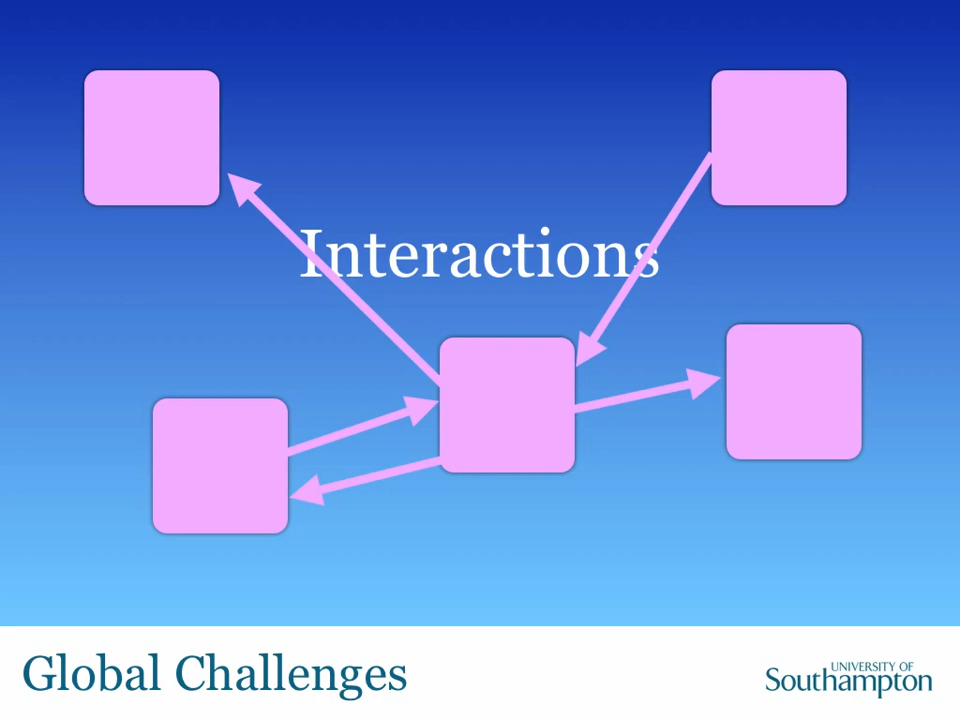 Interactions
Global Challenges
UNIVERSITY OF
Southampton